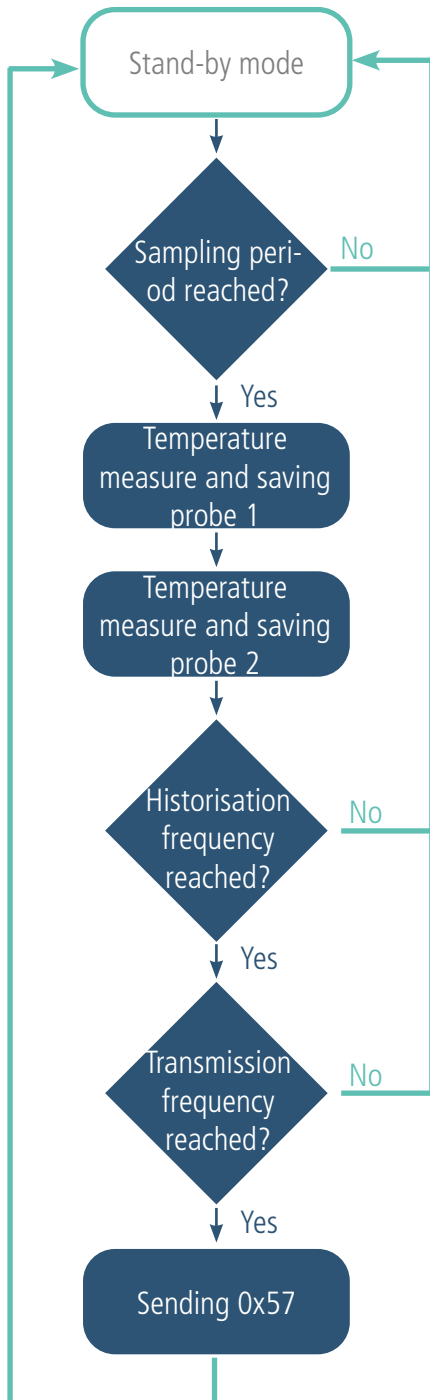 Stand-by mode
Sampling peri-
od reached?
No
Yes
Temperature
measure and saving
probe 1
Temperature
measure and saving
probe 2
Historisation
frequency
reached?
No
Yes
Transmission
frequency
reached?
No
Yes
Sending 0x57